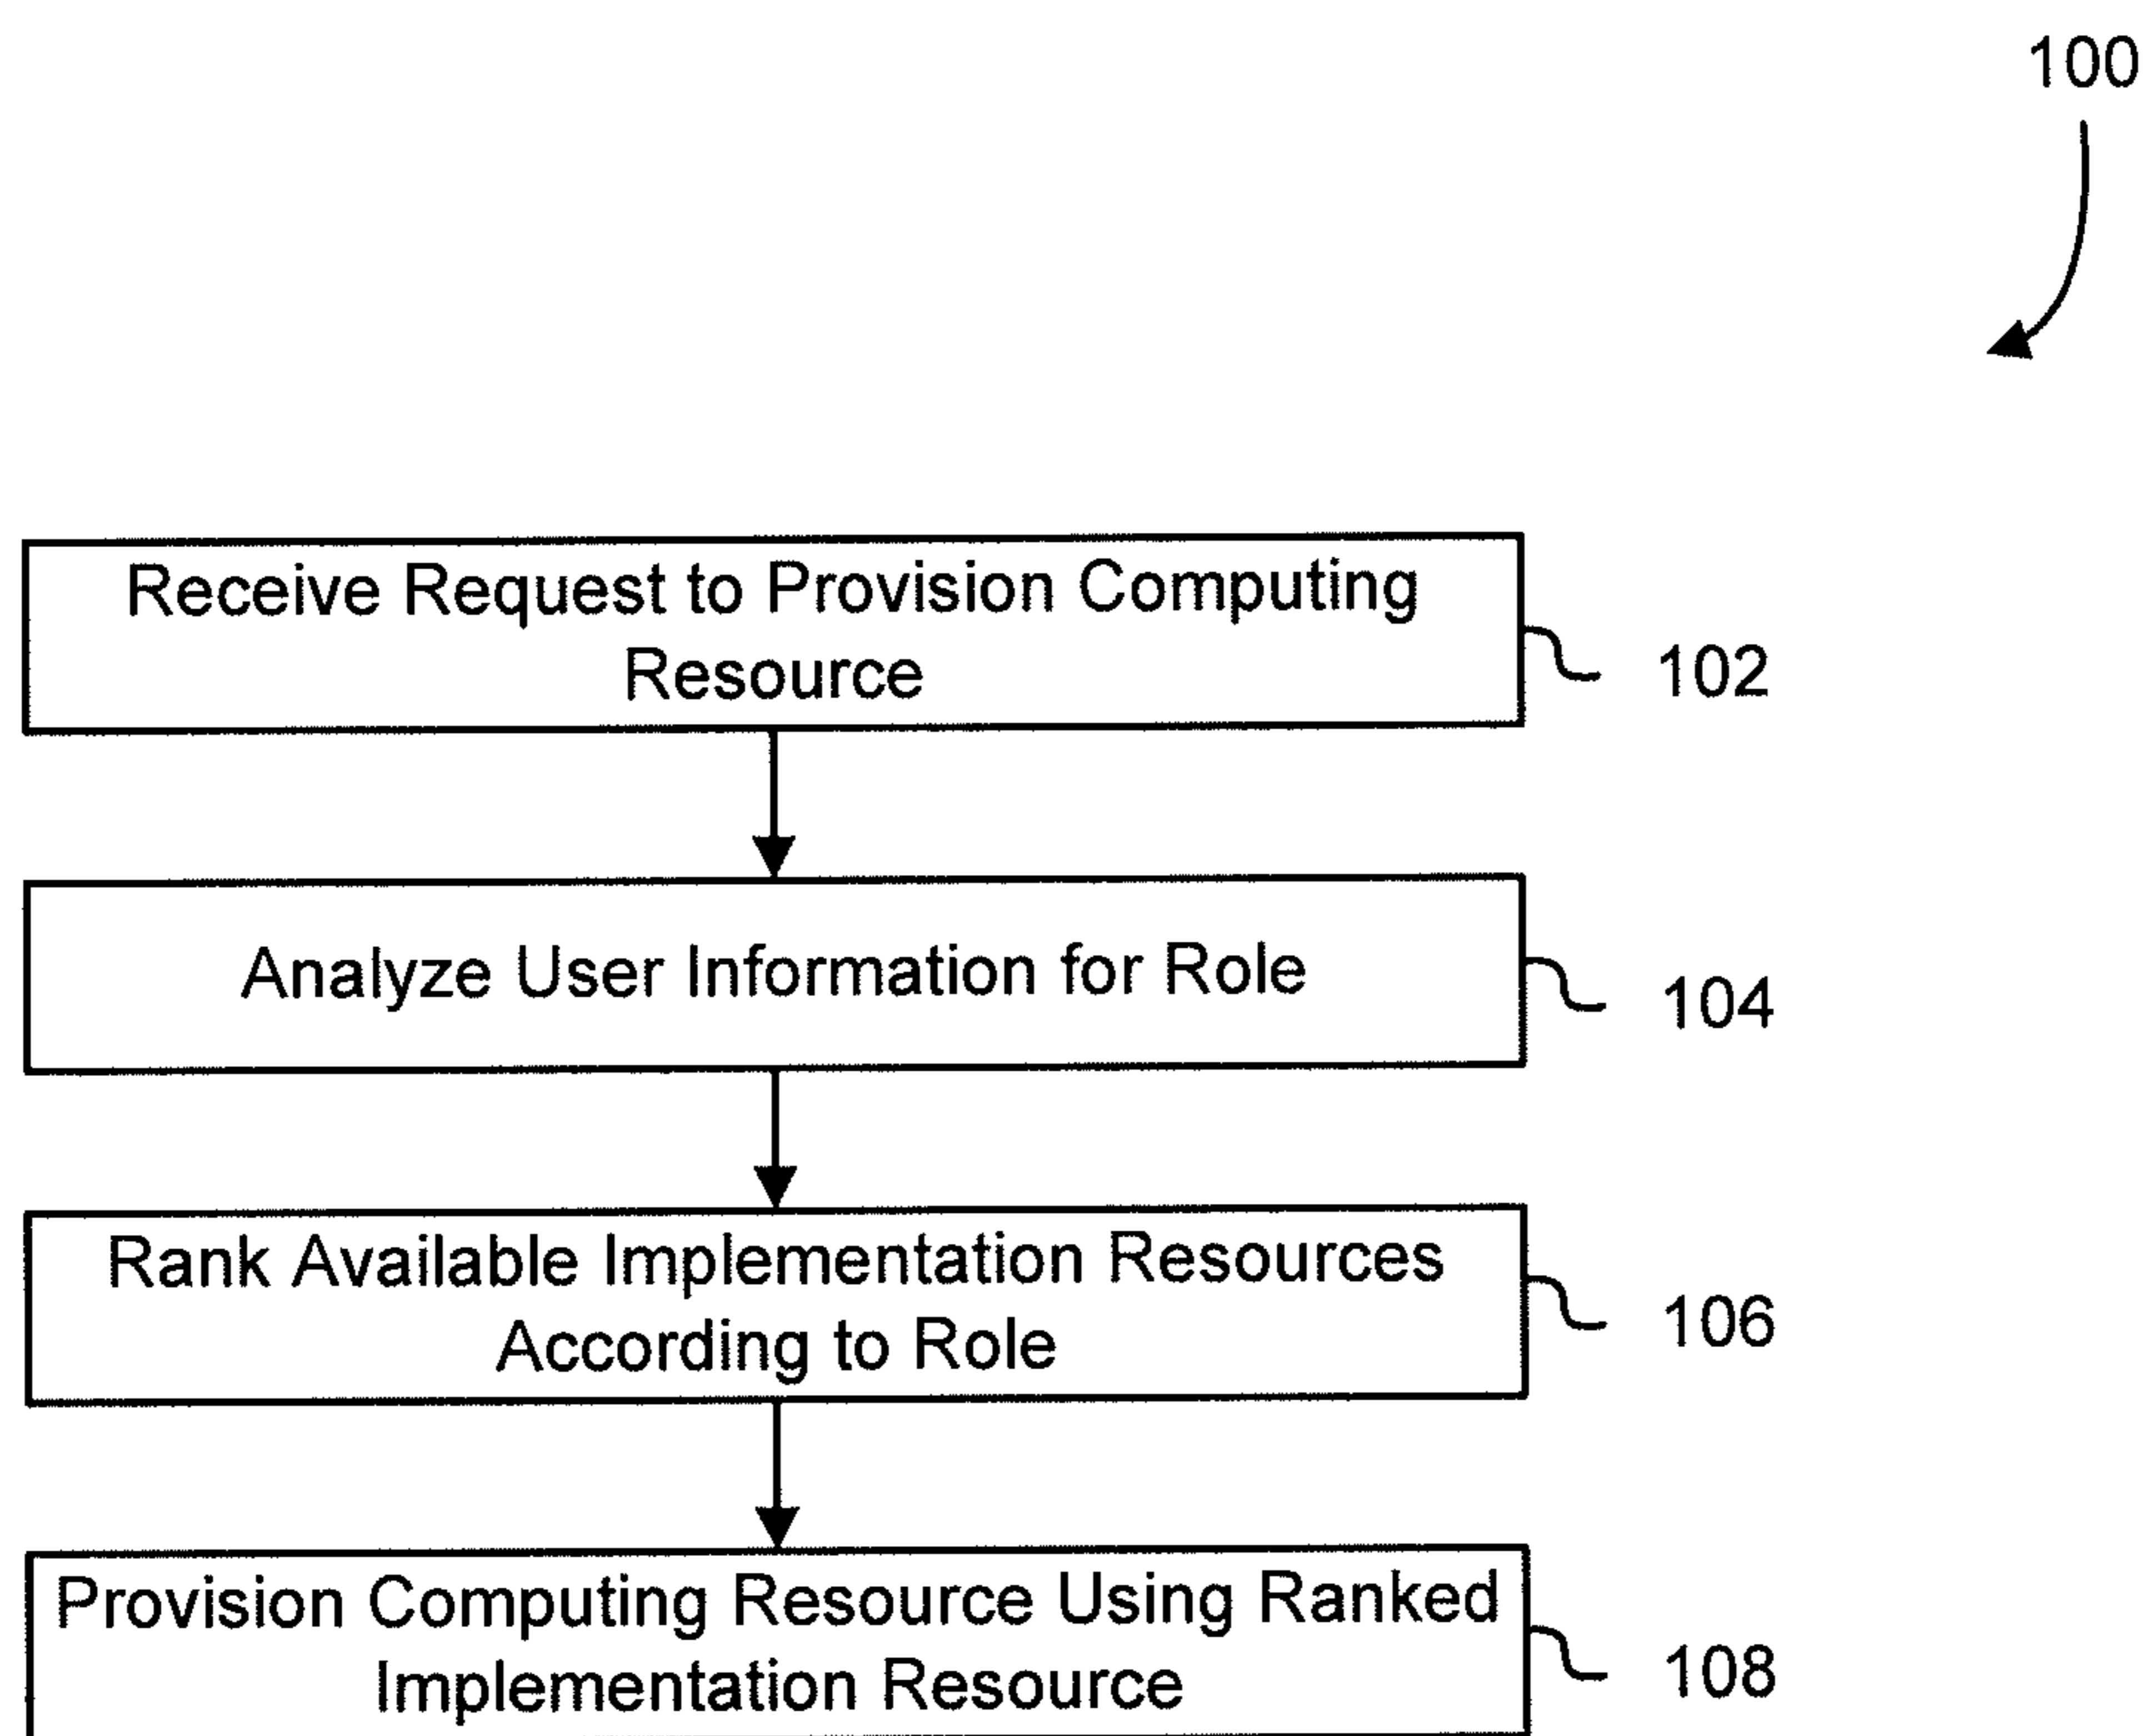 100
Receive Request to Provision Computing
Resource
102
Analyze User Information for Role
104
Rank Available Implementation Resources
According to Role
106
Provision Computing Resource Using Ranked
Implementation Resource
108